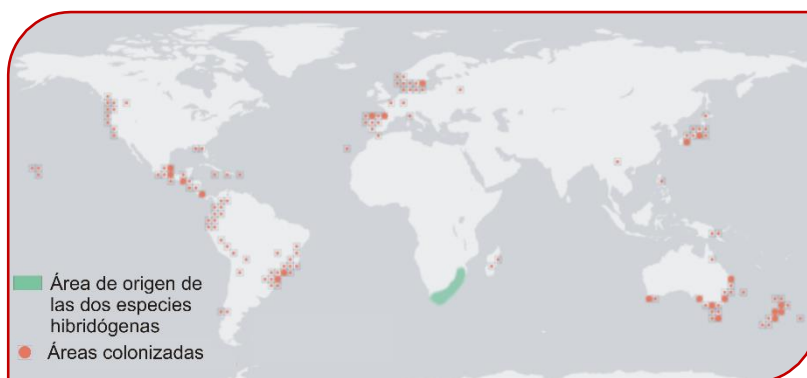 Área de origen de
las dos especies
hibridógenas
Áreas colonizadas